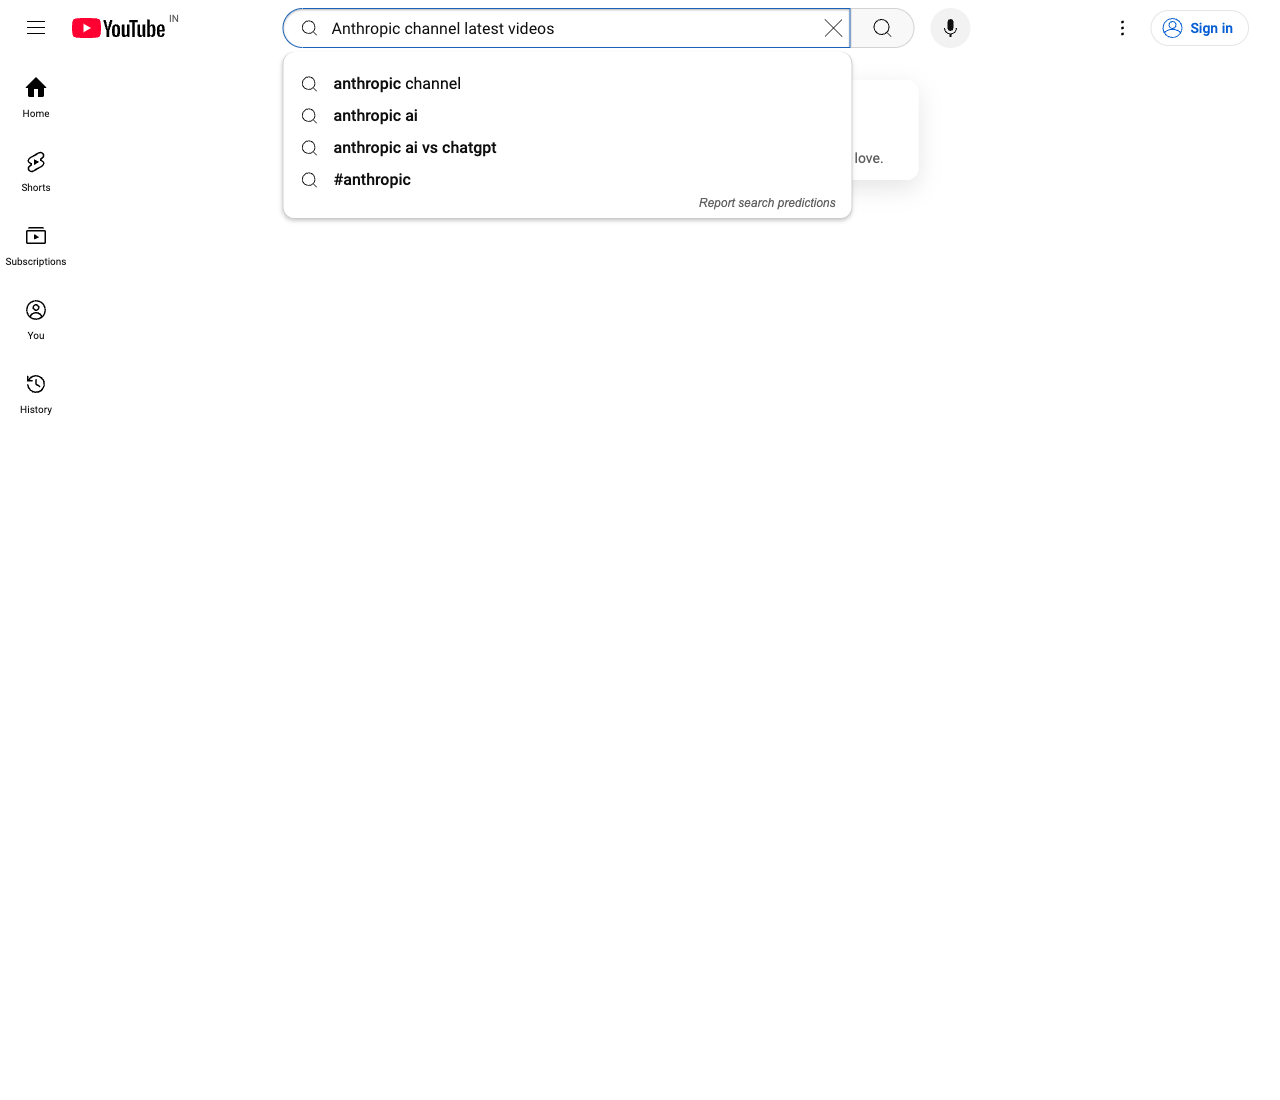 YouTube IN
Anthropic channel latest videos
Sign in
anthropic channel
anthropic ai
anthropic ai vs chatgpt
#anthropic
Report search predictions
love.
Home
Shorts
Subscriptions
You
History